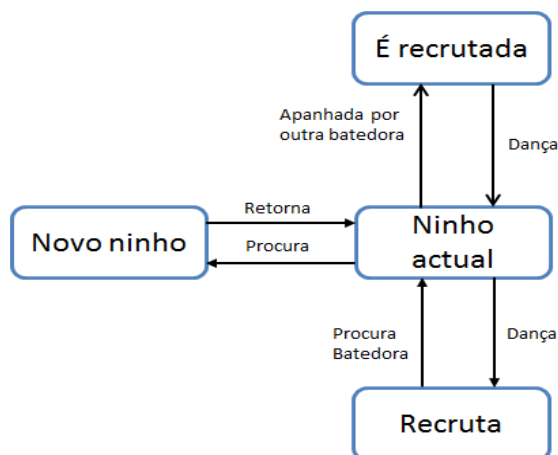 É recrutada
Apanhada por
outra batedora
Dança
Retorna
Novo ninho
Procura
Ninho
actual
Procura
Batedora
Dança
Recruta